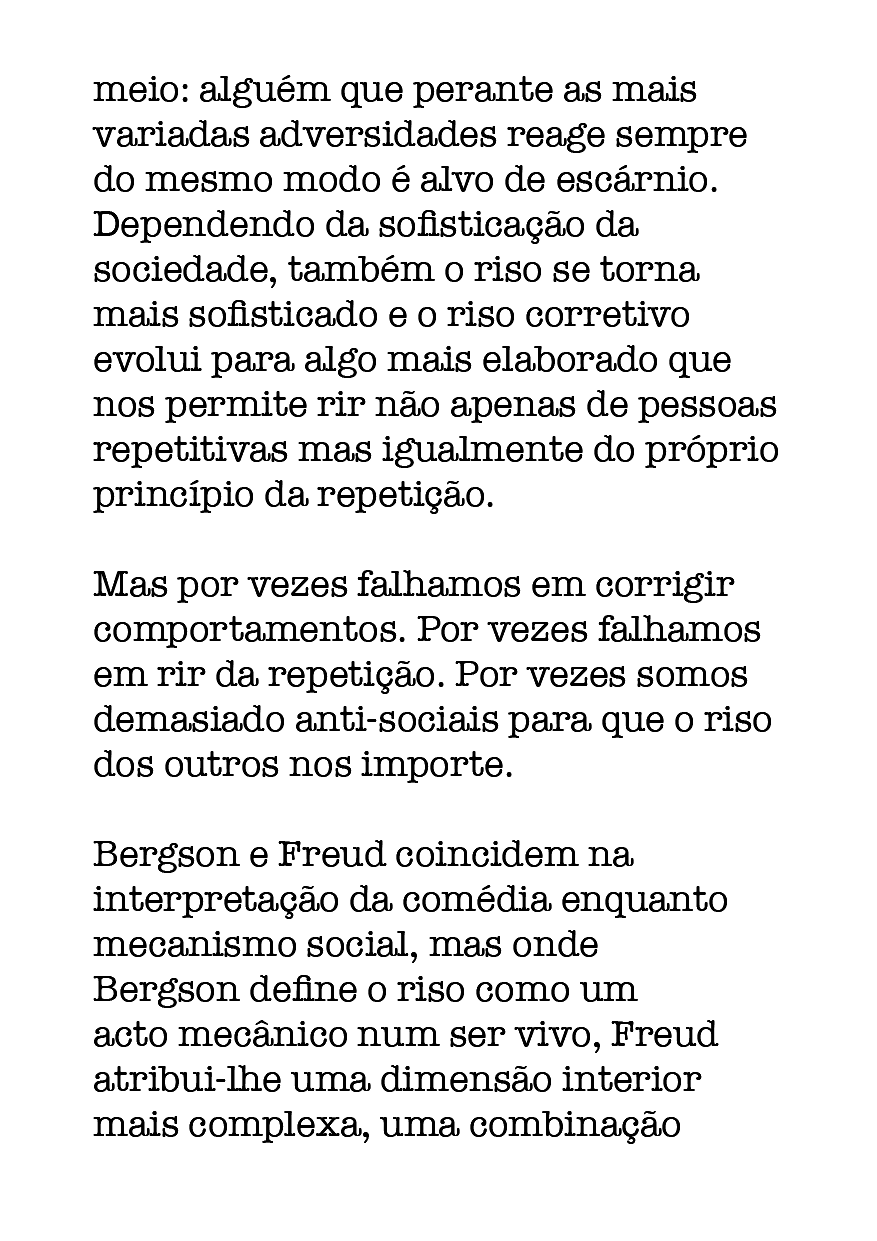 meio: alguém que perante as mais
variadas adversidades reage sempre
do mesmo modo é alvo de escárnio.
Dependendo da sofisticação da
sociedade, também o riso se torna
mais sofisticado e o riso corretivo
evolui para algo mais elaborado que
nos permite rir não apenas de pessoas
repetitivas mas igualmente do próprio
princípio da repetição.

Mas por vezes falhamos em corrigir
comportamentos. Por vezes falhamos
em rir da repetição. Por vezes somos
demasiado anti-sociais para que o riso
dos outros nos importe.

Bergson e Freud coincidem na
interpretação da comédia enquanto
mecanismo social, mas onde
Bergson define o riso como um
acto mecânico num ser vivo, Freud
atribui-lhe uma dimensão interior
mais complexa, uma combinação